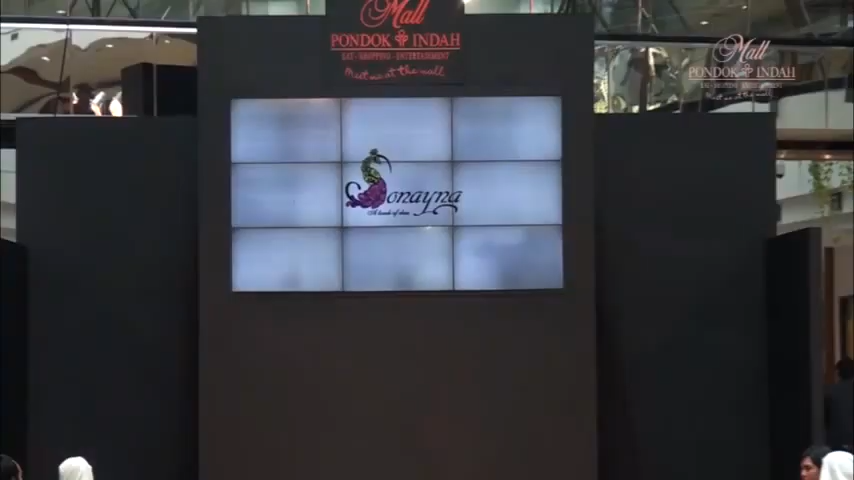 Mall
PONDOK INDAH
EAT - SHOPPING - ENTERTAINMENT
Meet me at the mall
Mall
PONDOK INDAH
Sonayna